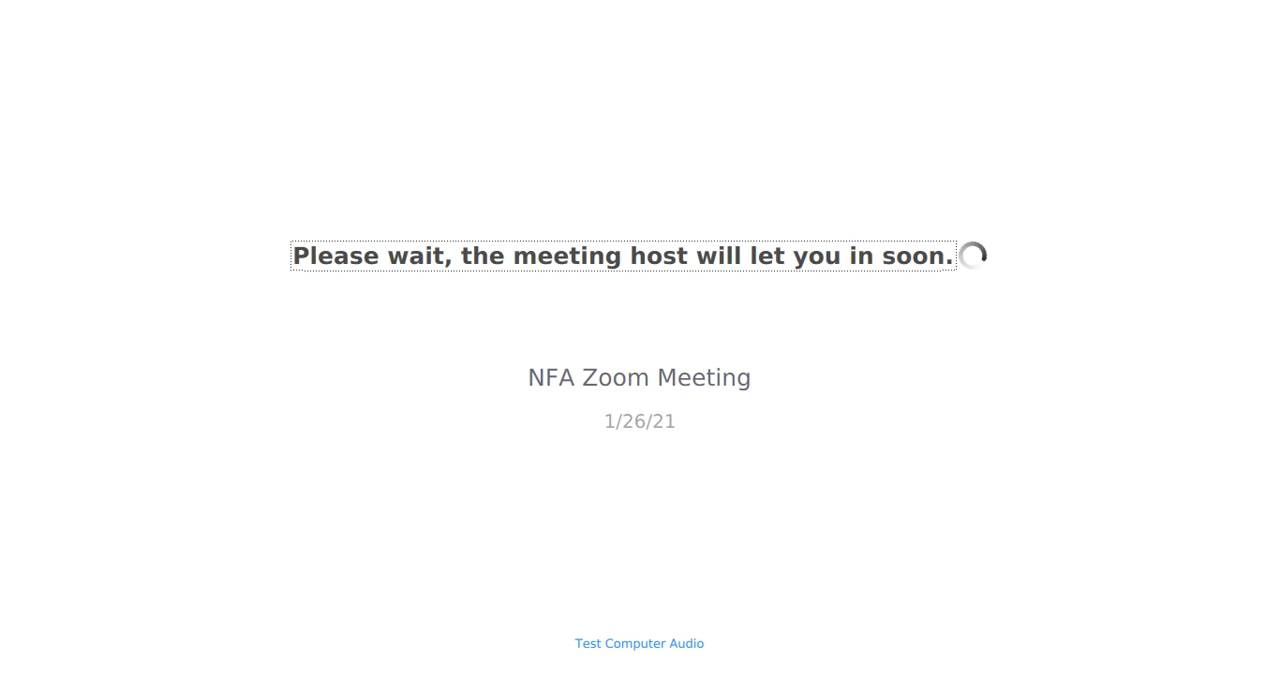 Please wait, the meeting host will let you in soon.
NFA Zoom Meeting
1/26/21
Test Computer Audio